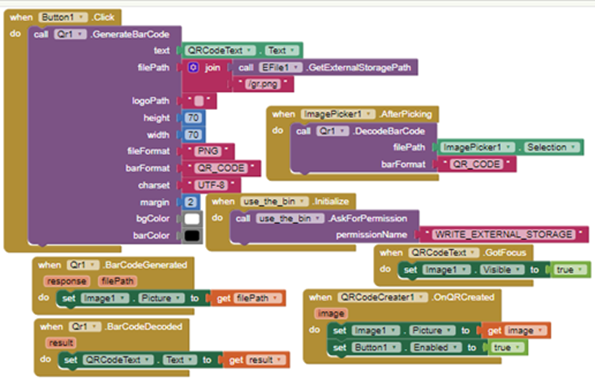 when Button1 .Click
do call Qr1 .GenerateBarCode
text QRCodeText . Text
filePath join call EFile1 .GetExternalStoragePath
"/gr.png"
logoPath " "
height 70
width 70
fileFormat "PNG"
barFormat "QR_CODE"
charset "UTF-8"
margin 2
bgColor
barColor
when ImagePicker1 .AfterPicking
do call Qr1 .DecodeBarCode
filePath ImagePicker1 . Selection
barFormat "QR_CODE"
when use_the_bin .Initialize
do call use_the_bin .AskForPermission
permissionName "WRITE_EXTERNAL_STORAGE"
when QRCodeText .GotFocus
do set Image1 . Visible to true
when Qr1 .BarCodeGenerated
response filePath
do set Image1 . Picture to get filePath
when QRCodeCreater1 .OnQRCreated
image
do set Image1 . Picture to get image
set Button1 . Enabled to true
when Qr1 .BarCodeDecoded
result
do set QRCodeText . Text to get result